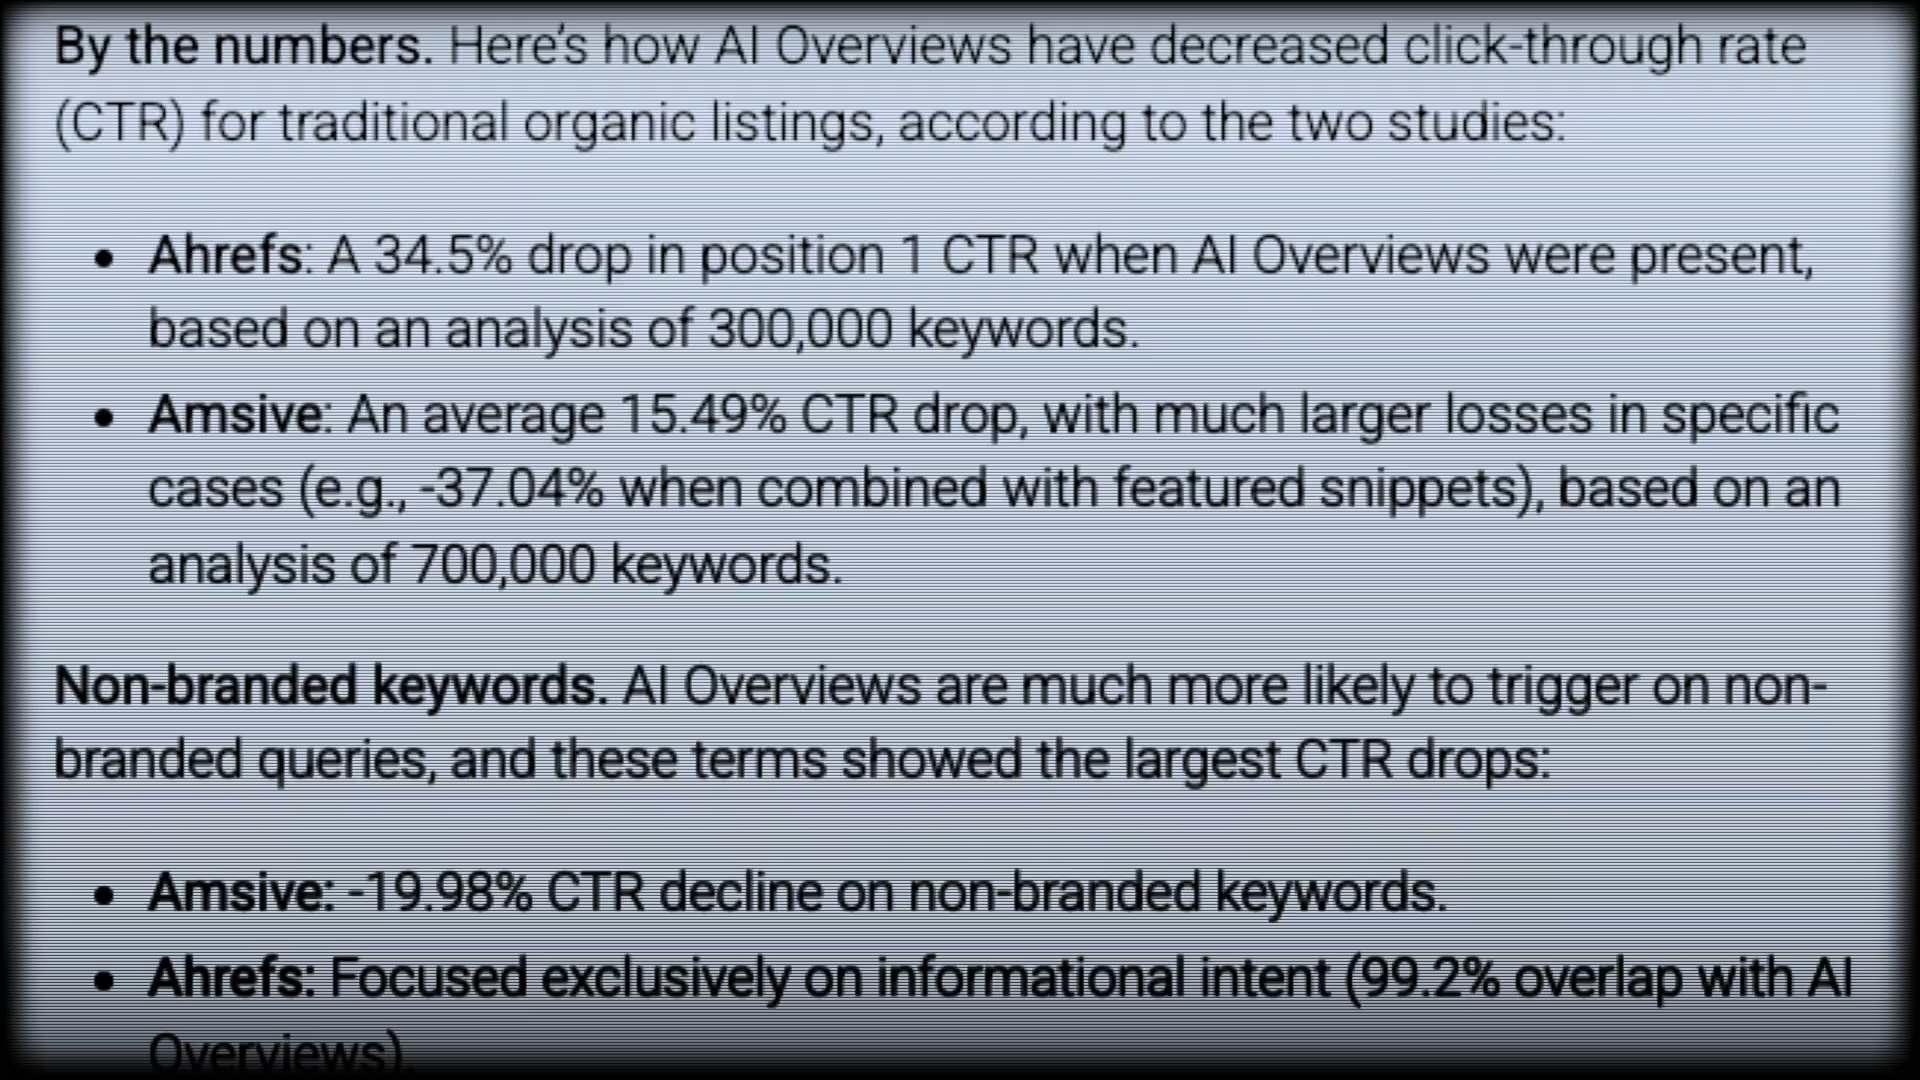 By the numbers. Here’s how AI Overviews have decreased click-through rate
(CTR) for traditional organic listings, according to the two studies:
• Ahrefs: A 34.5% drop in position 1 CTR when AI Overviews were present,
based on an analysis of 300,000 keywords.
• Amsive: An average 15.49% CTR drop, with much larger losses in specific
cases (e.g., -37.04% when combined with featured snippets), based on an
analysis of 700,000 keywords.
Non-branded keywords. AI Overviews are much more likely to trigger on non-
branded queries, and these terms showed the largest CTR drops:
• Amsive: -19.98% CTR decline on non-branded keywords.
• Ahrefs: Focused exclusively on informational intent (99.2% overlap with AI
Overviews).